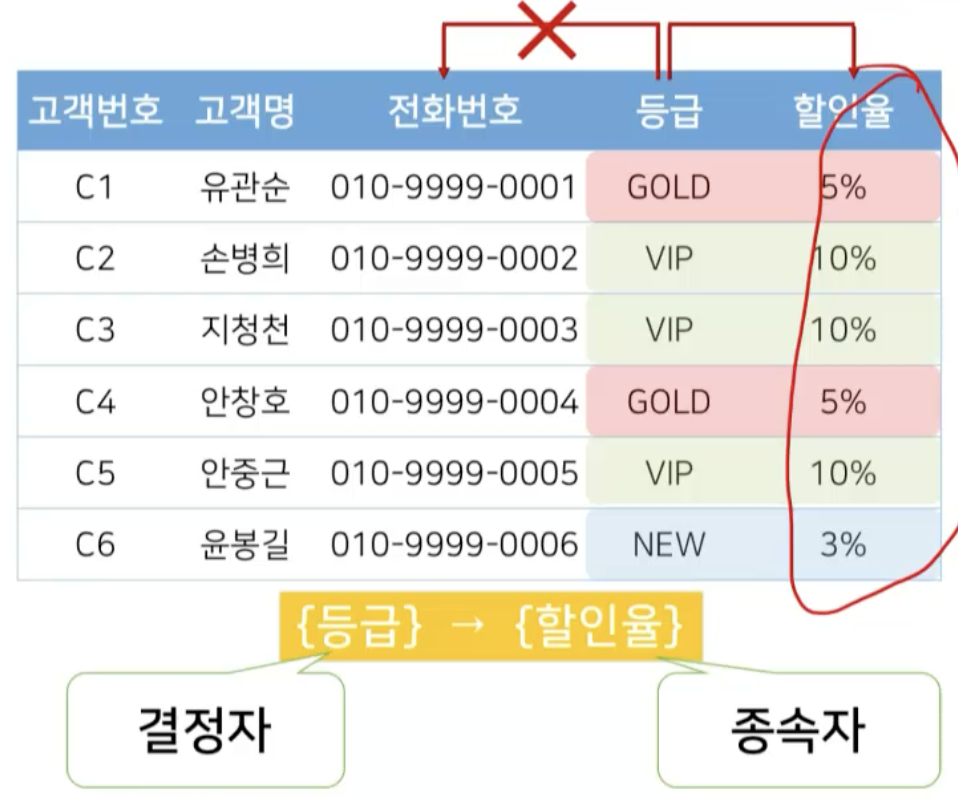 고객번호 고객명 전화번호 등급 할인율
C1 유관순 010-9999-0001 GOLD 5%
C2 손병희 010-9999-0002 VIP 10%
C3 지청천 010-9999-0003 VIP 10%
C4 안창호 010-9999-0004 GOLD 5%
C5 안중근 010-9999-0005 VIP 10%
C6 윤봉길 010-9999-0006 NEW 3%
{등급} → {할인율}
결정자 종속자